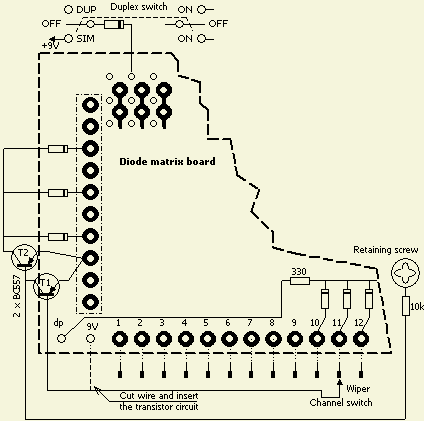 Duplex switch
DUP
ON
OFF
OFF
SIM
ON
+9V
Diode matrix board
T2
T1
2 × BC557
Retaining screw
330
10k
dp
9V
1 2 3 4 5 6 7 8 9 10 11 12
Wiper
Cut wire and insert
the transistor circuit
Channel switch